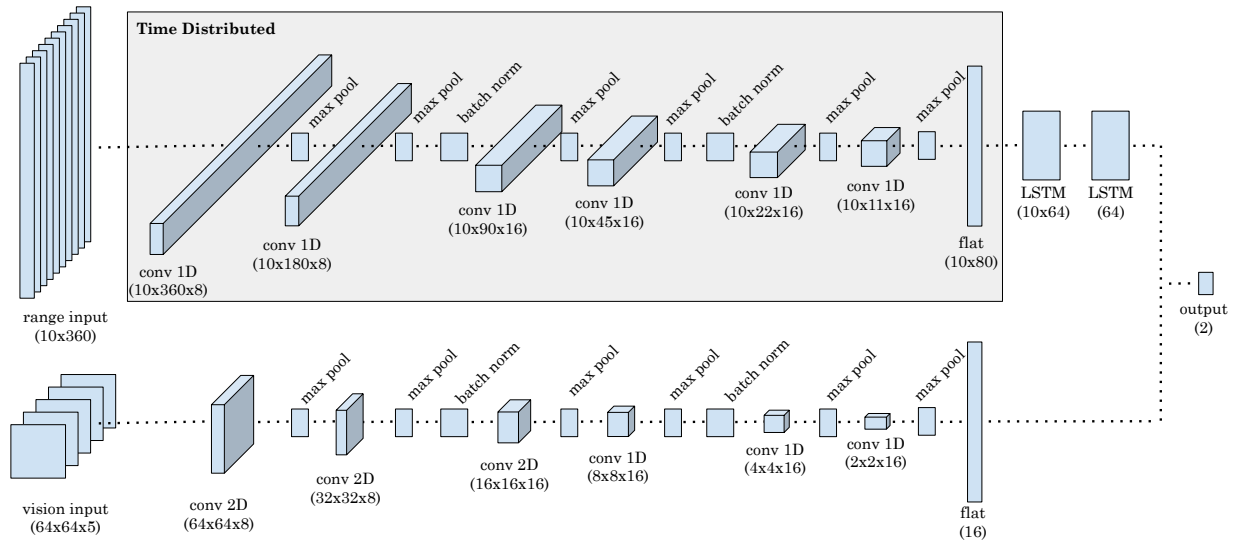 Time Distributed
max pool
max pool
batch norm
max pool
max pool
batch norm
max pool
max pool
conv 1D
(10x360x8)
conv 1D
(10x180x8)
conv 1D
(10x90x16)
conv 1D
(10x45x16)
conv 1D
(10x22x16)
conv 1D
(10x11x16)
flat
(10x80)
LSTM
(10x64)
LSTM
(64)
range input
(10x360)
output
(2)
max pool
max pool
batch norm
max pool
max pool
batch norm
max pool
max pool
vision input
(64x64x5)
conv 2D
(64x64x8)
conv 2D
(32x32x8)
conv 2D
(16x16x16)
conv 1D
(8x8x16)
conv 1D
(4x4x16)
conv 1D
(2x2x16)
flat
(16)